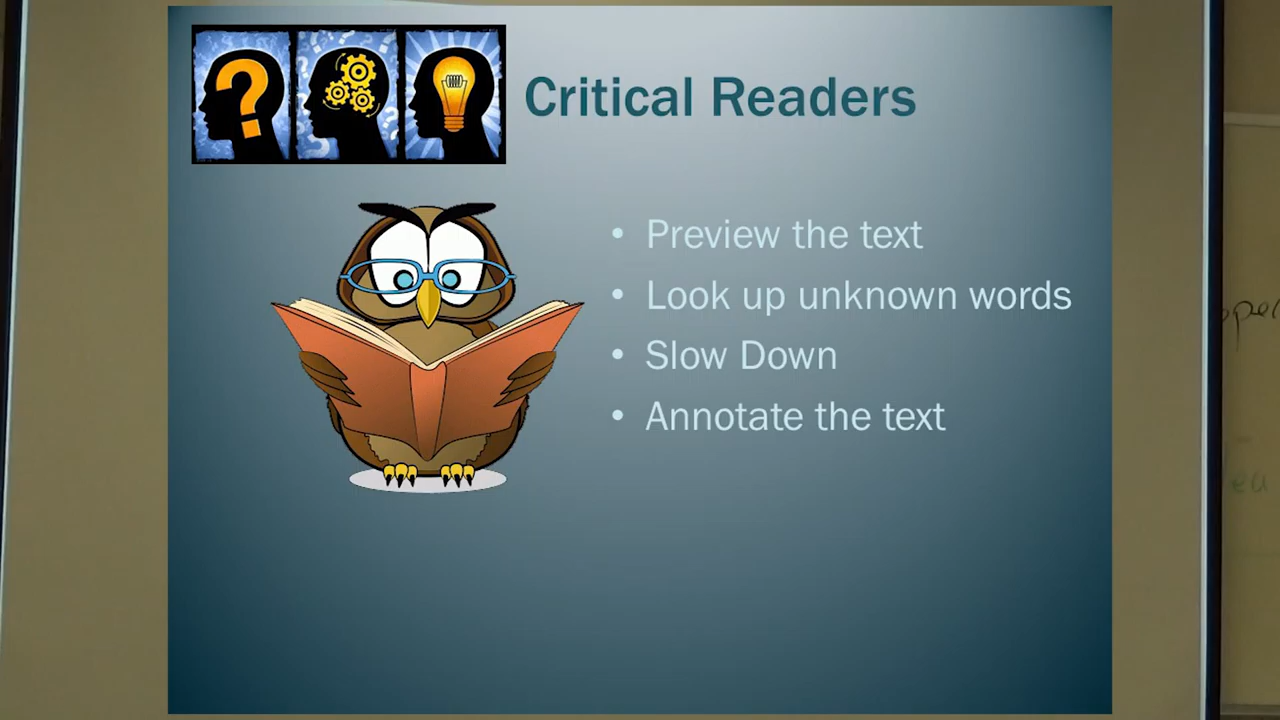 Critical Readers
• Preview the text
• Look up unknown words
• Slow Down
• Annotate the text